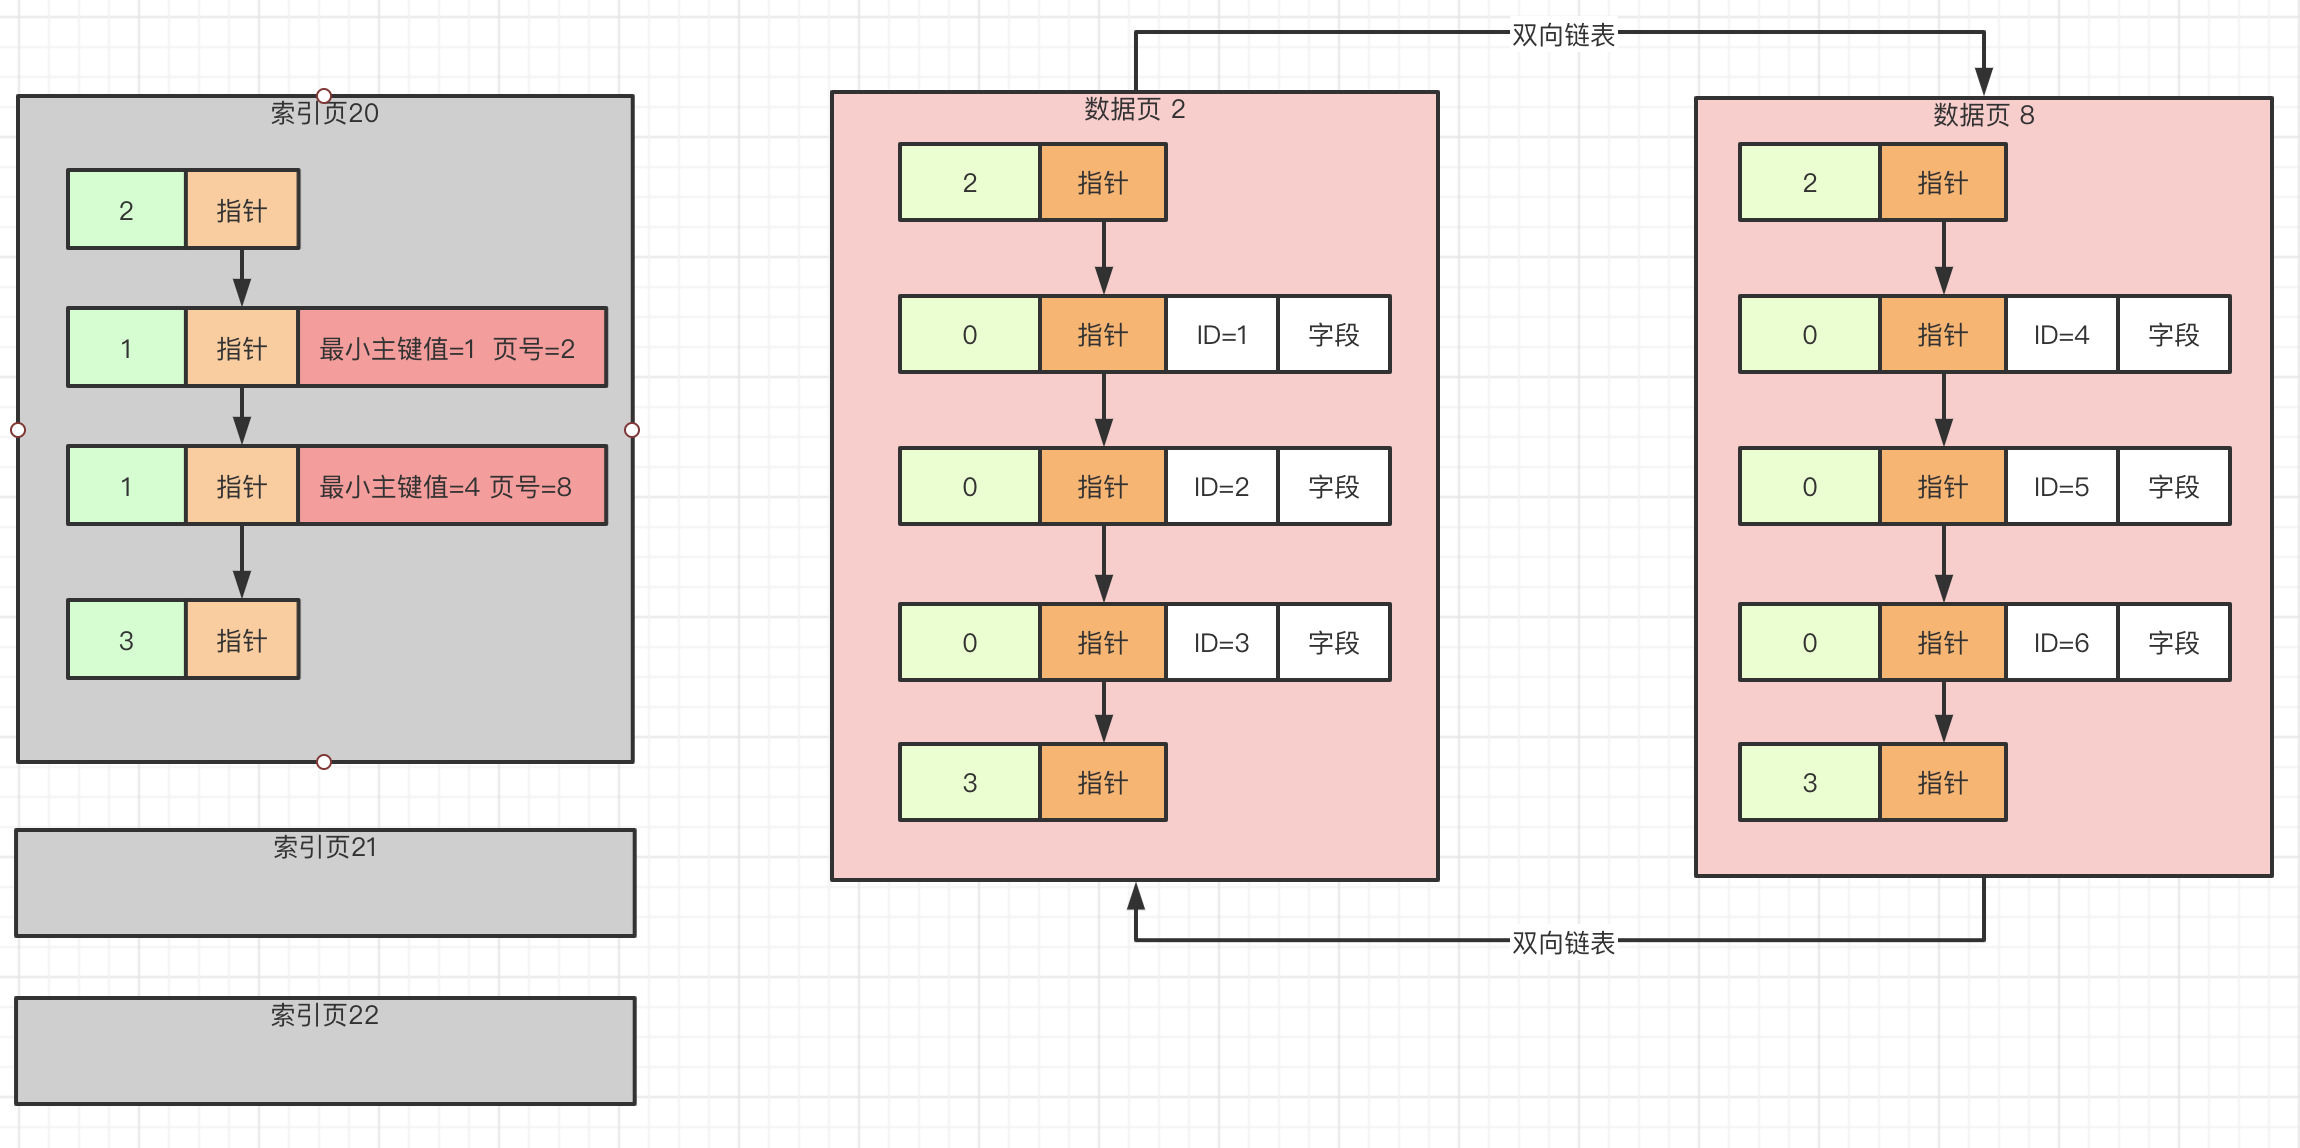 双向链表
索引页20
2 指针
1 指针 最小主键值=1 页号=2
1 指针 最小主键值=4 页号=8
3 指针
索引页21
索引页22
数据页 2
2 指针
0 指针 ID=1 字段
0 指针 ID=2 字段
0 指针 ID=3 字段
3 指针
数据页 8
2 指针
0 指针 ID=4 字段
0 指针 ID=5 字段
0 指针 ID=6 字段
3 指针
双向链表